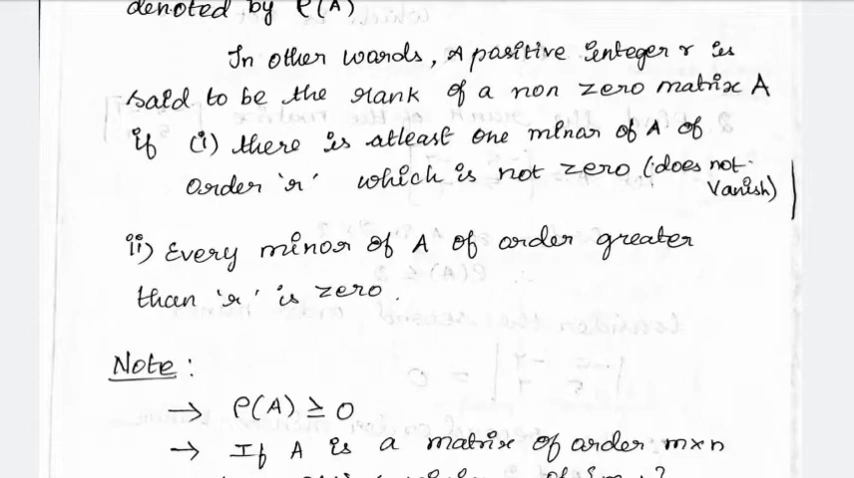 denoted by ρ(A)
In other words, A positive integer r is
said to be the rank of a non zero matrix A
if (i) there is atleast one minor of A of
order 'r' which is not zero (does not
Vanish)
ii) Every minor of A of order greater
than 'r' is zero.
Note :
→ ρ(A) ≥ 0
→ If A is a matrix of order m×n